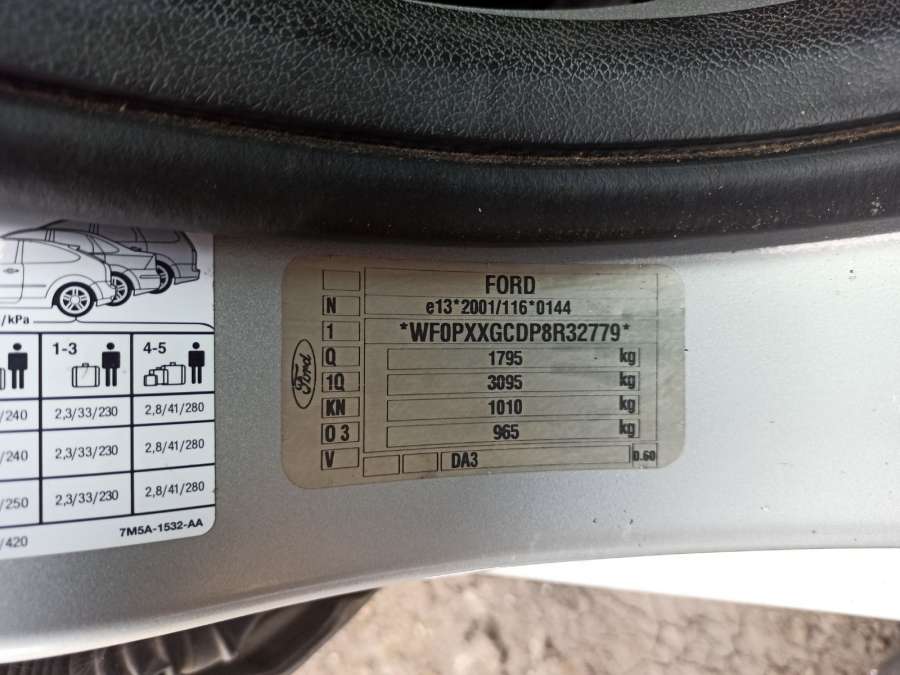 /kPa
1-3
4-5
/240
2,3/33/230
2,8/41/280
/240
2,3/33/230
2,8/41/280
/250
2,3/33/230
2,8/41/280
/420
7M5A-1532-AA
Ford
FORD
N
e13*2001/116*0144
1
*WF0PXXGCDP8R32779*
Q
1795
kg
1Q
3095
kg
KN
1010
kg
O 3
965
kg
V
DA3
0.60